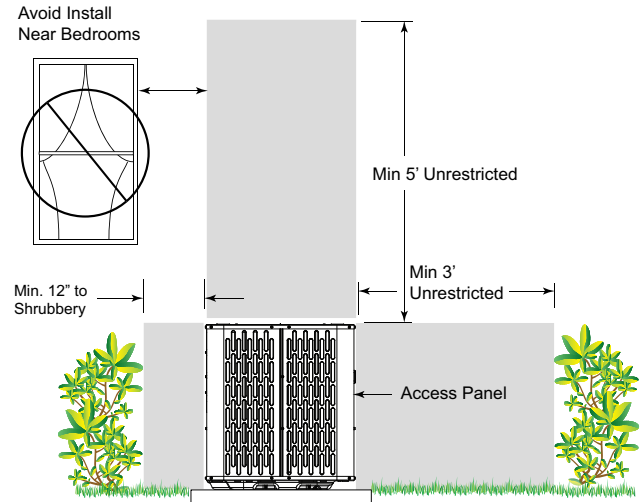 Avoid Install
Near Bedrooms
Min 5’ Unrestricted
Min 3’
Unrestricted
Min. 12” to
Shrubbery
Access Panel